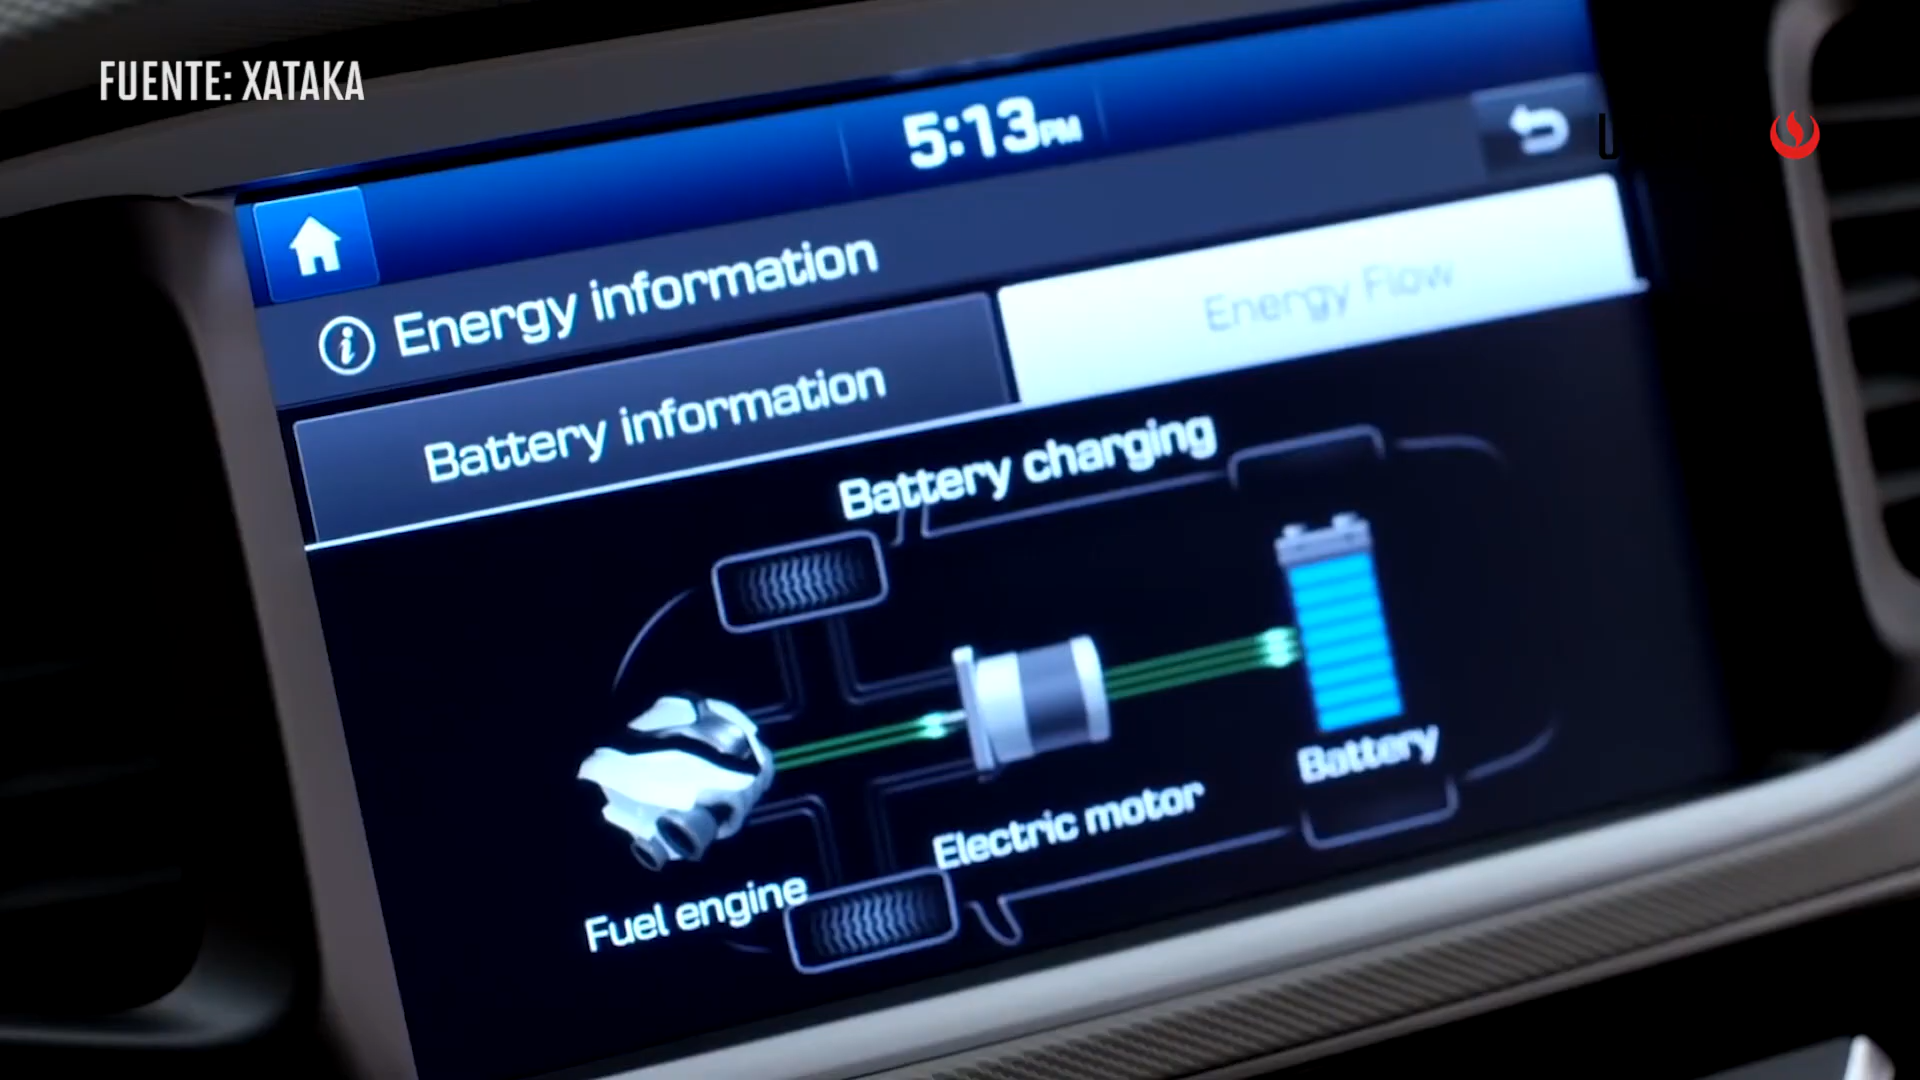 FUENTE: XATAKA
5:13PM
Energy information
Battery information
Energy Flow
Battery charging
Battery
Electric motor
Fuel engine